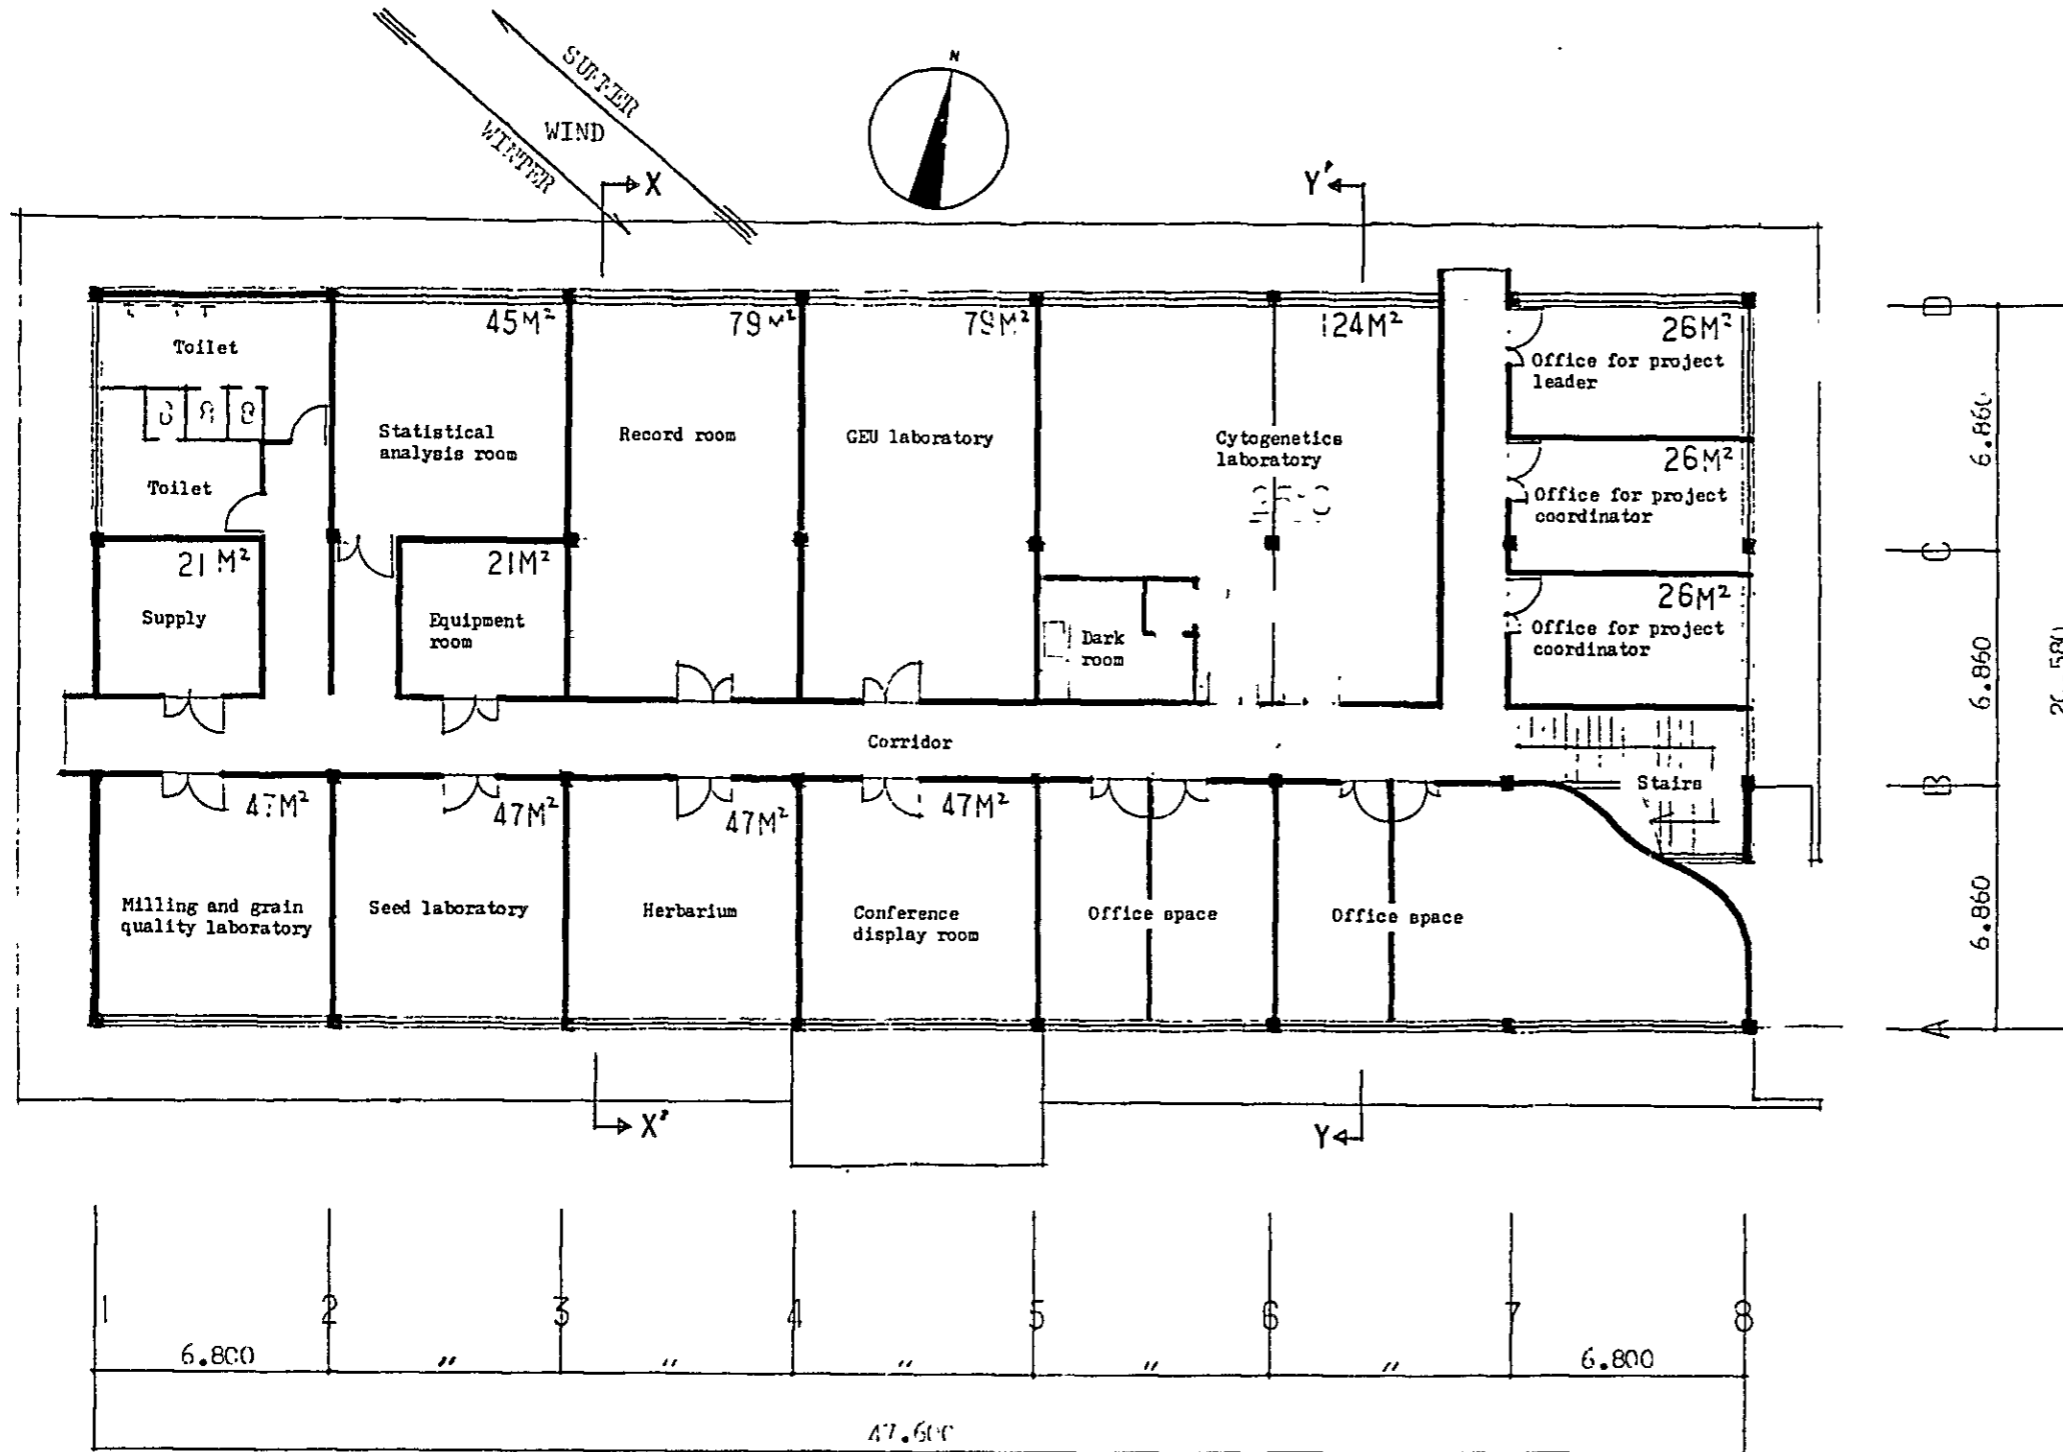 N
SUMMER
WIND
WINTER
X
Y'
45M²
79M²
79M²
124M²
26M²
Toilet
Office for project
leader
Statistical
analysis room
Record room
GEU laboratory
Cytogenetics
laboratory
26M²
Toilet
Office for project
coordinator
21M²
21M²
26M²
Supply
Equipment
room
Dark
room
Office for project
coordinator
Corridor
Stairs
47M²
47M²
47M²
47M²
Milling and grain
quality laboratory
Seed laboratory
Herbarium
Conference
display room
Office space
Office space
X'
Y
D
C
B
A
6.860
6.860
6.860
1
2
3
4
5
6
7
8
6.800
"
"
"
"
"
6.800
47.600